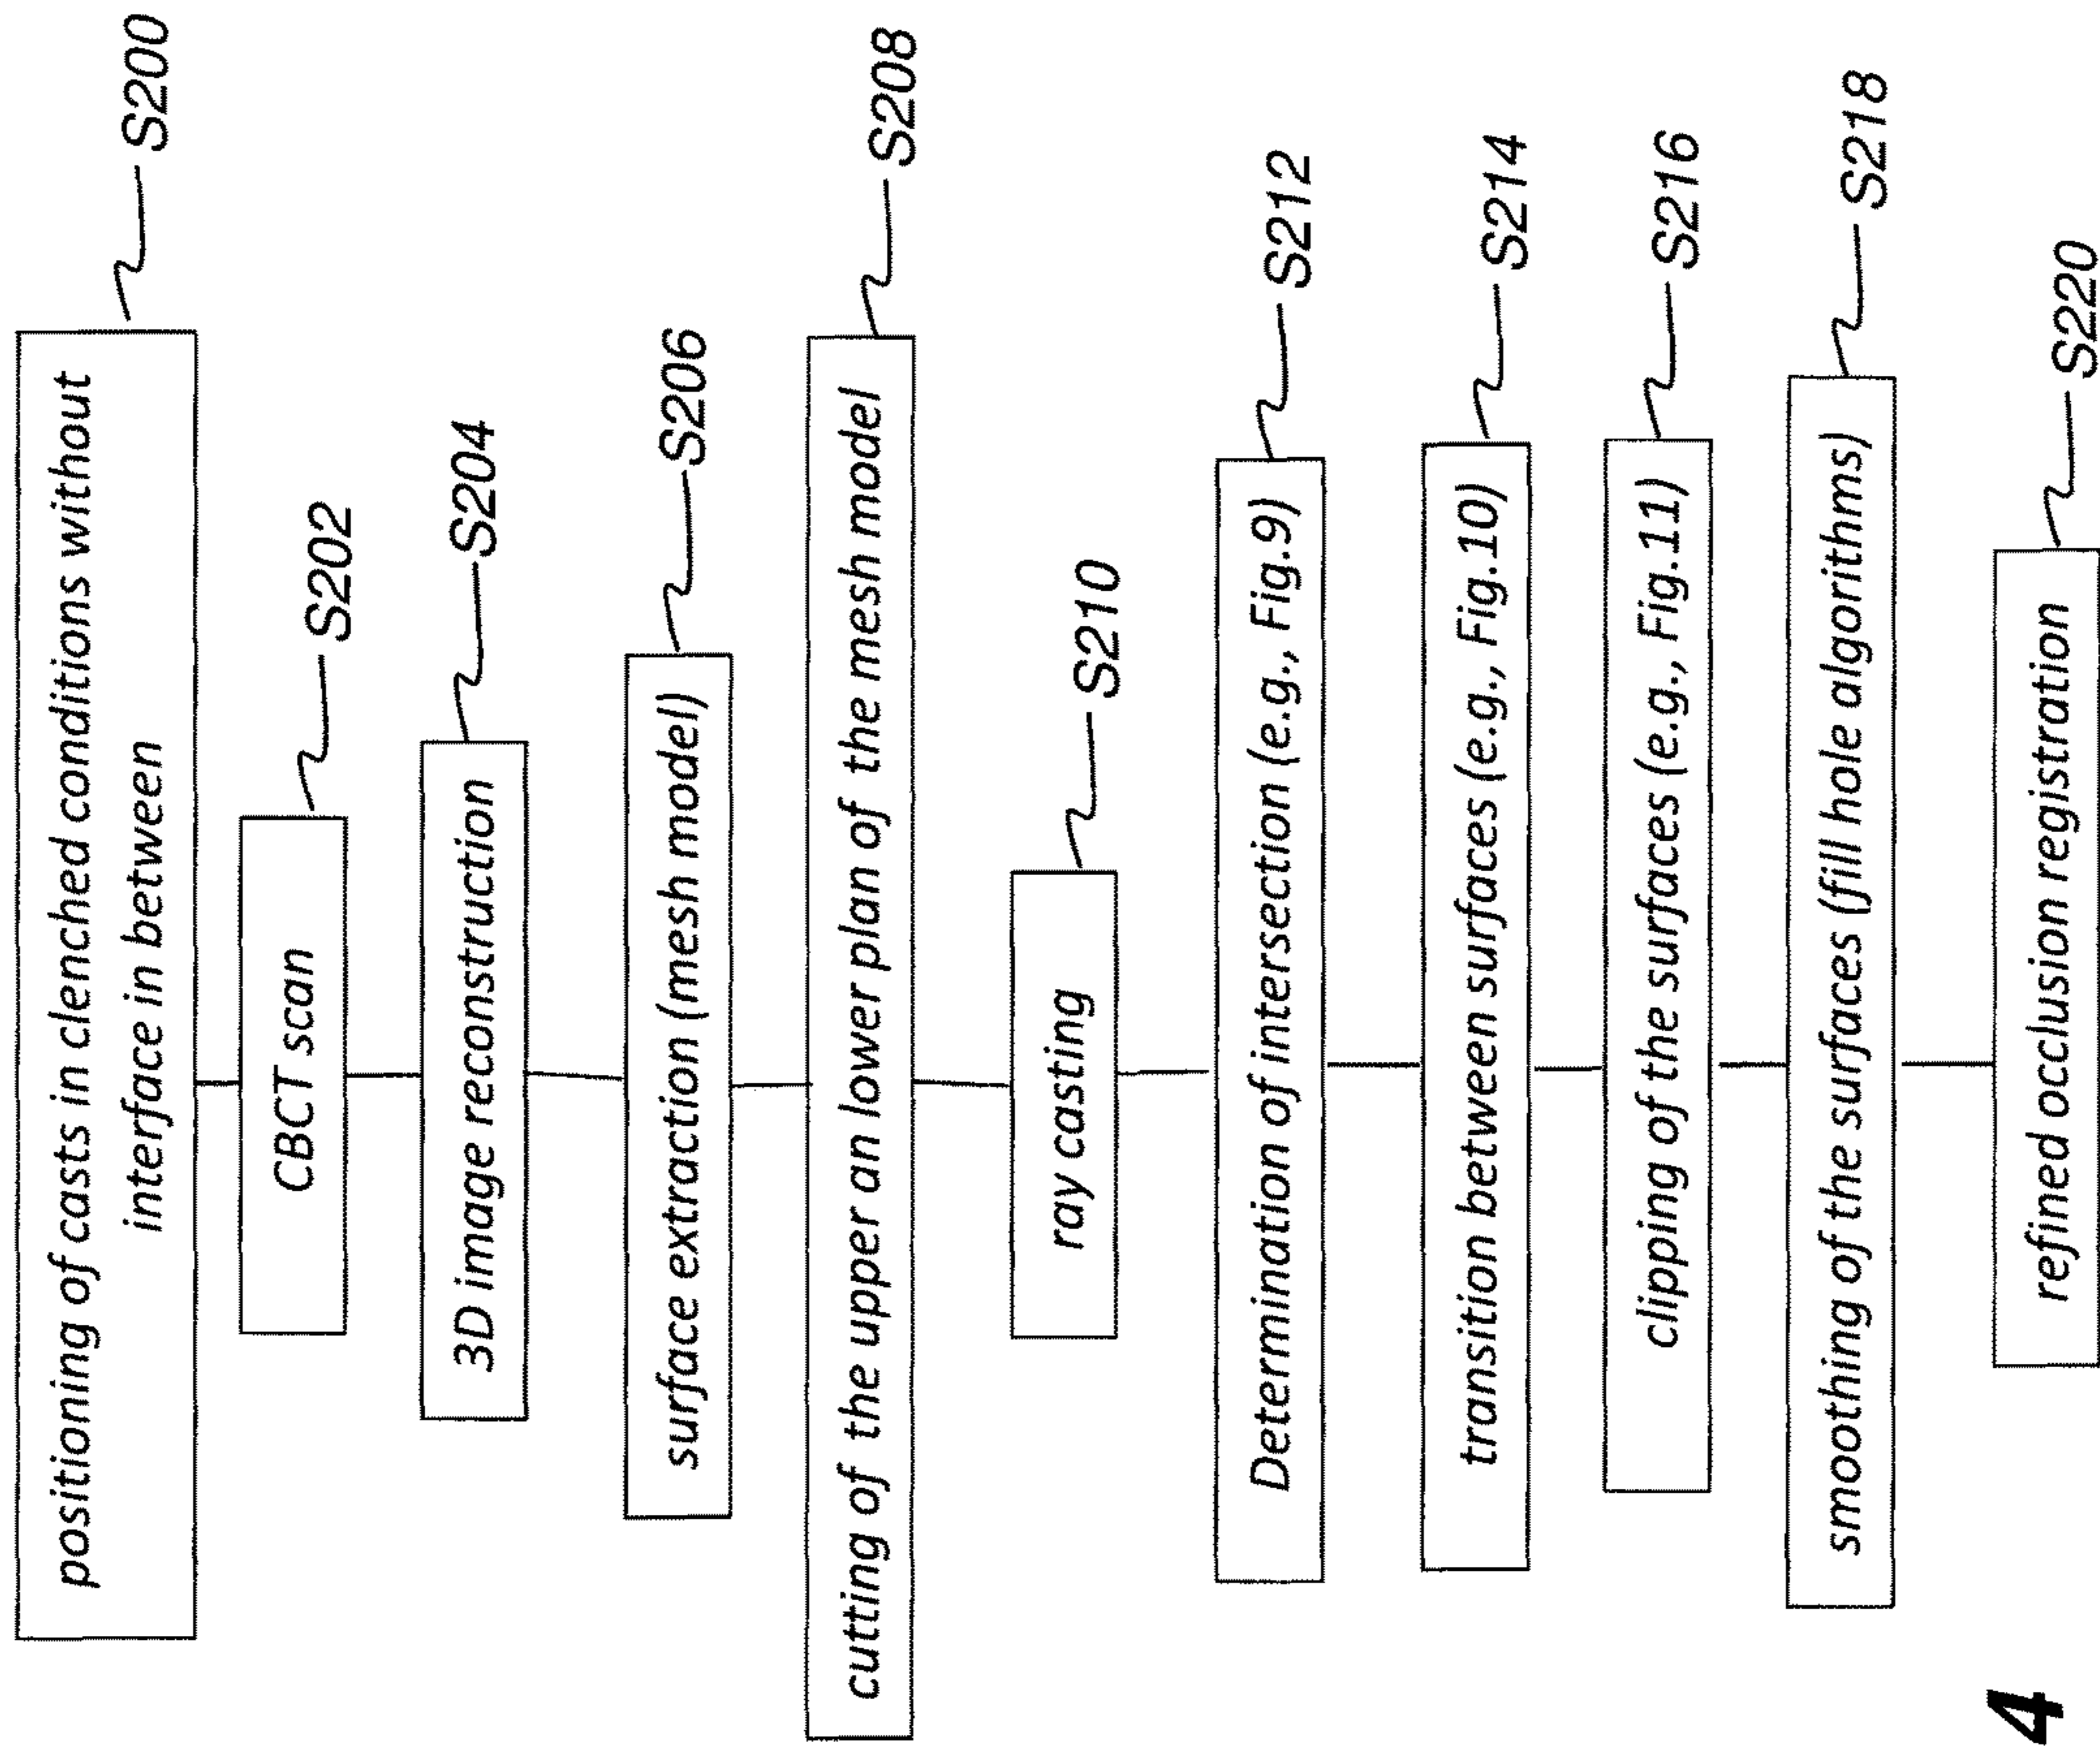 positioning of casts in clenched conditions without
interface in between
S200
CBCT scan
S202
3D image reconstruction
S204
surface extraction (mesh model)
S206
cutting of the upper an lower plan of the mesh model
S208
ray casting
S210
Determination of intersection (e.g., Fig.9)
S212
transition between surfaces (e.g., Fig.10)
S214
clipping of the surfaces (e.g., Fig.11)
S216
smoothing of the surfaces (fill hole algorithms)
S218
refined occlusion registration
S220
4